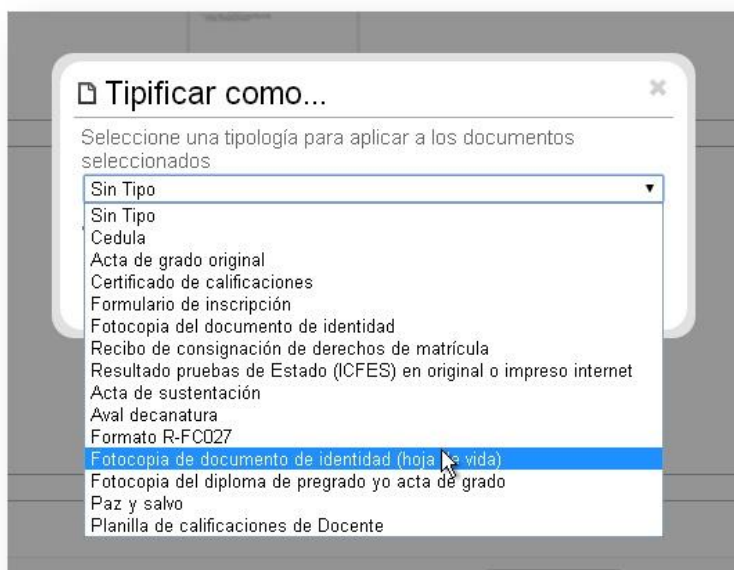 Tipificar como...
Seleccione una tipología para aplicar a los documentos
seleccionados
Sin Tipo
Sin Tipo
Cedula
Acta de grado original
Certificado de calificaciones
Formulario de inscripción
Fotocopia del documento de identidad
Recibo de consignación de derechos de matrícula
Resultado pruebas de Estado (ICFES) en original o impreso internet
Acta de sustentación
Aval decanatura
Formato R-FC027
Fotocopia de documento de identidad (hoja de vida)
Fotocopia del diploma de pregrado yo acta de grado
Paz y salvo
Planilla de calificaciones de Docente